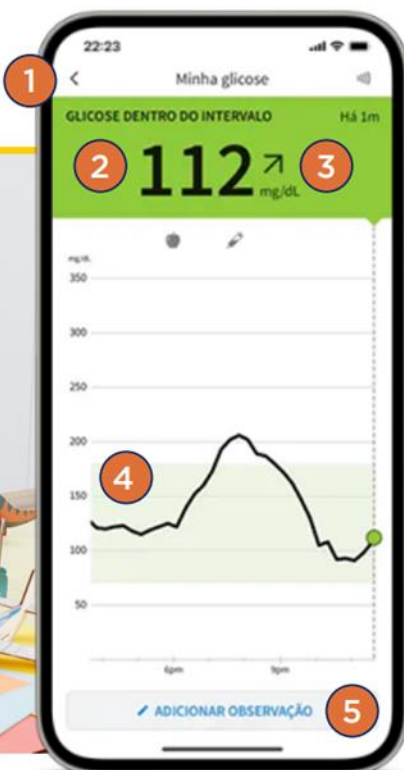 22:23
1
Minha glicose
GLICOSE DENTRO DO INTERVALO
Há 1m
2
112
mg/dL
3
mg/dL
350
300
250
200
4
150
100
50
6pm
9pm
ADICIONAR OBSERVAÇÃO
5